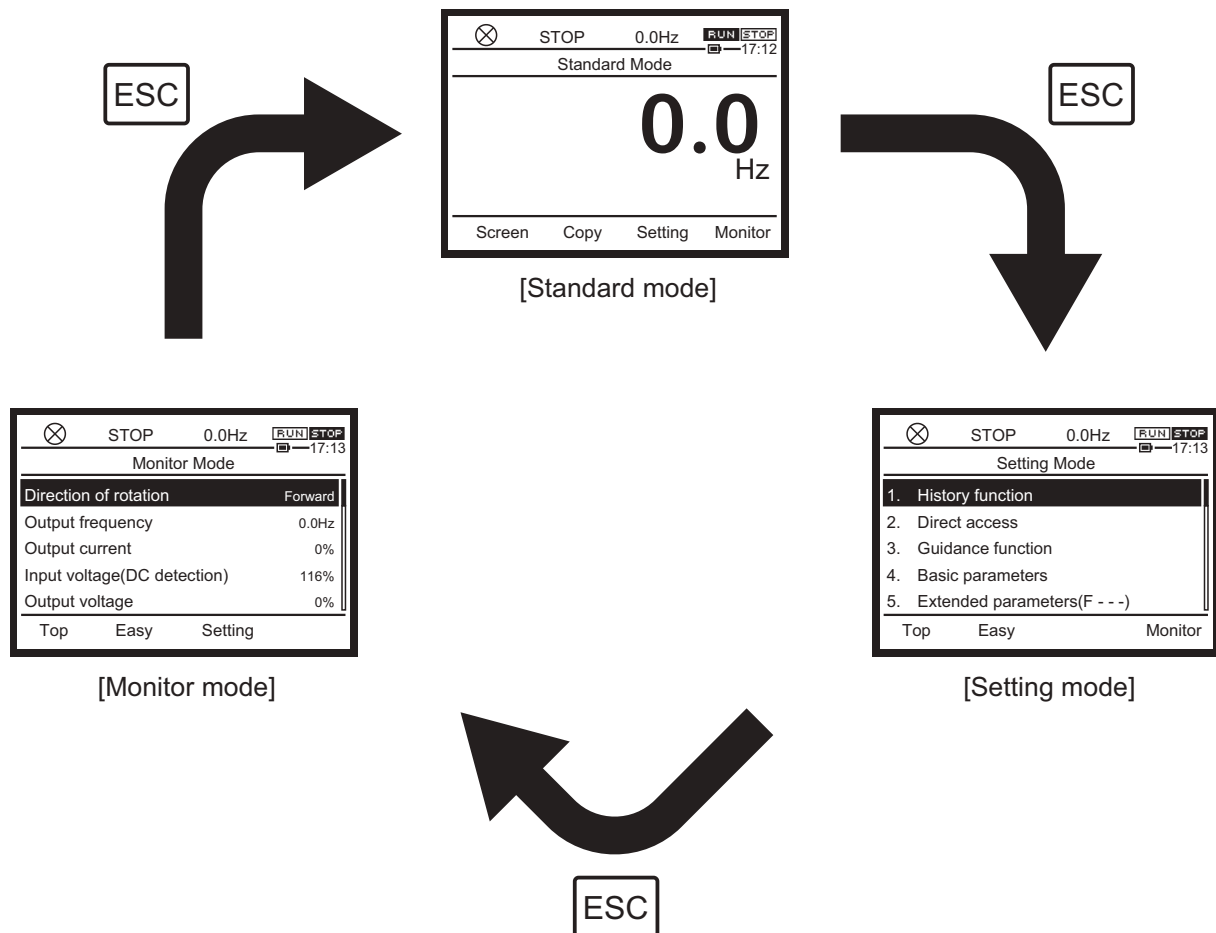 STOP 0.0Hz RUN STOP
17:12
Standard Mode
0.0
Hz
Screen Copy Setting Monitor
[Standard mode]
ESC
ESC
STOP 0.0Hz RUN STOP
17:13
Monitor Mode
Direction of rotation Forward
Output frequency 0.0Hz
Output current 0%
Input voltage(DC detection) 116%
Output voltage 0%
Top Easy Setting
[Monitor mode]
STOP 0.0Hz RUN STOP
17:13
Setting Mode
1. History function
2. Direct access
3. Guidance function
4. Basic parameters
5. Extended parameters(F - - -)
Top Easy Monitor
[Setting mode]
ESC